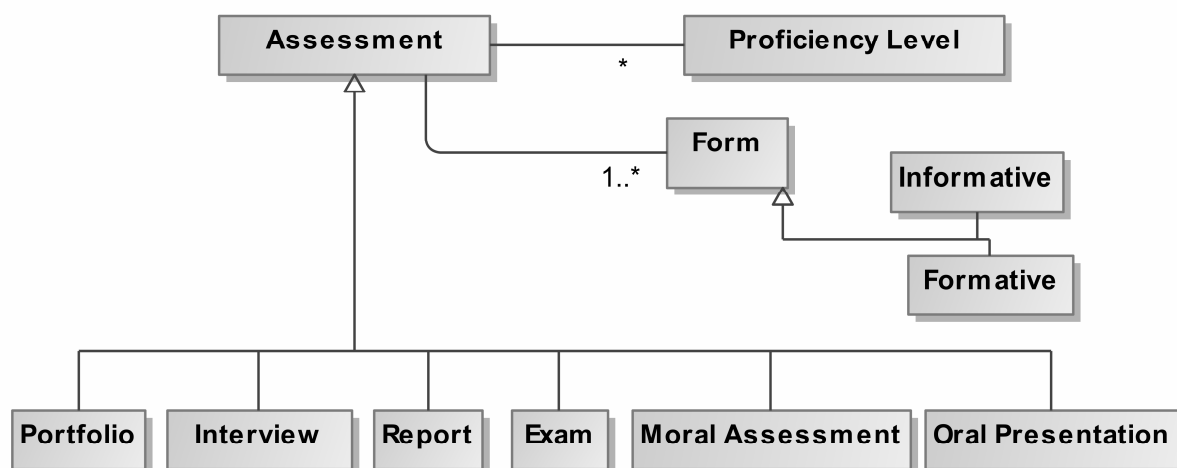 Assessment
Proficiency Level
*
Form
1..*
Informative
Formative
Portfolio
Interview
Report
Exam
Moral Assessment
Oral Presentation